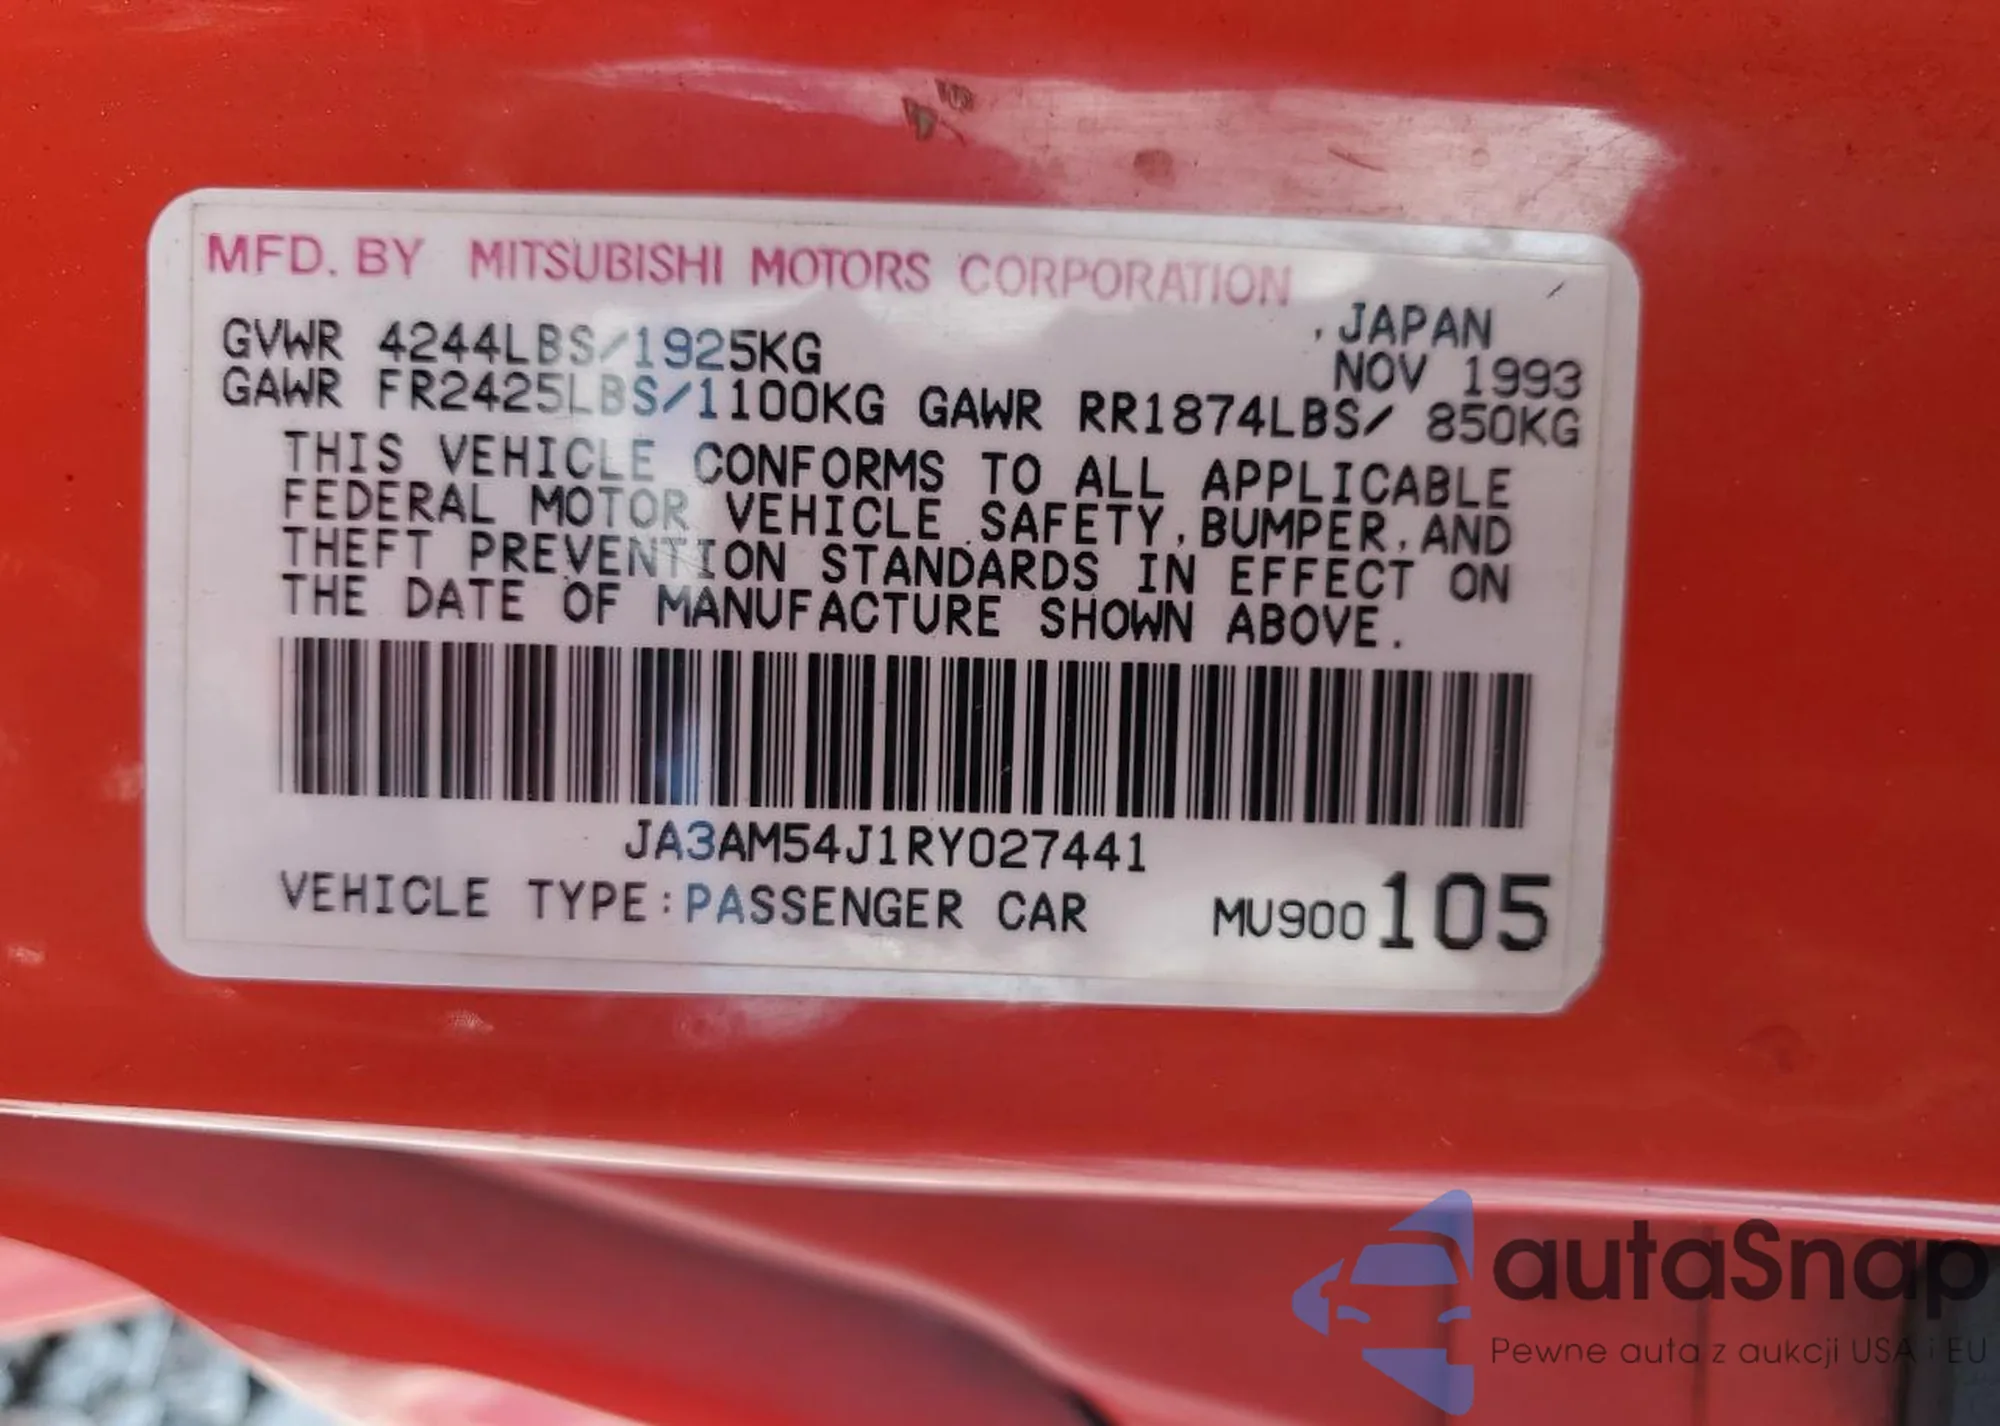 MFD. BY MITSUBISHI MOTORS CORPORATION
JAPAN
GVWR 4244LBS/1925KG
NOV 1993
GAWR FR2425LBS/1100KG GAWR RR1874LBS/ 850KG
THIS VEHICLE CONFORMS TO ALL APPLICABLE
FEDERAL MOTOR VEHICLE SAFETY, BUMPER, AND
THEFT PREVENTION STANDARDS IN EFFECT ON
THE DATE OF MANUFACTURE SHOWN ABOVE.
JA3AM54J1RY027441
VEHICLE TYPE: PASSENGER CAR
MU900105
autaSnap
Pewne auta z aukcji USA i EU